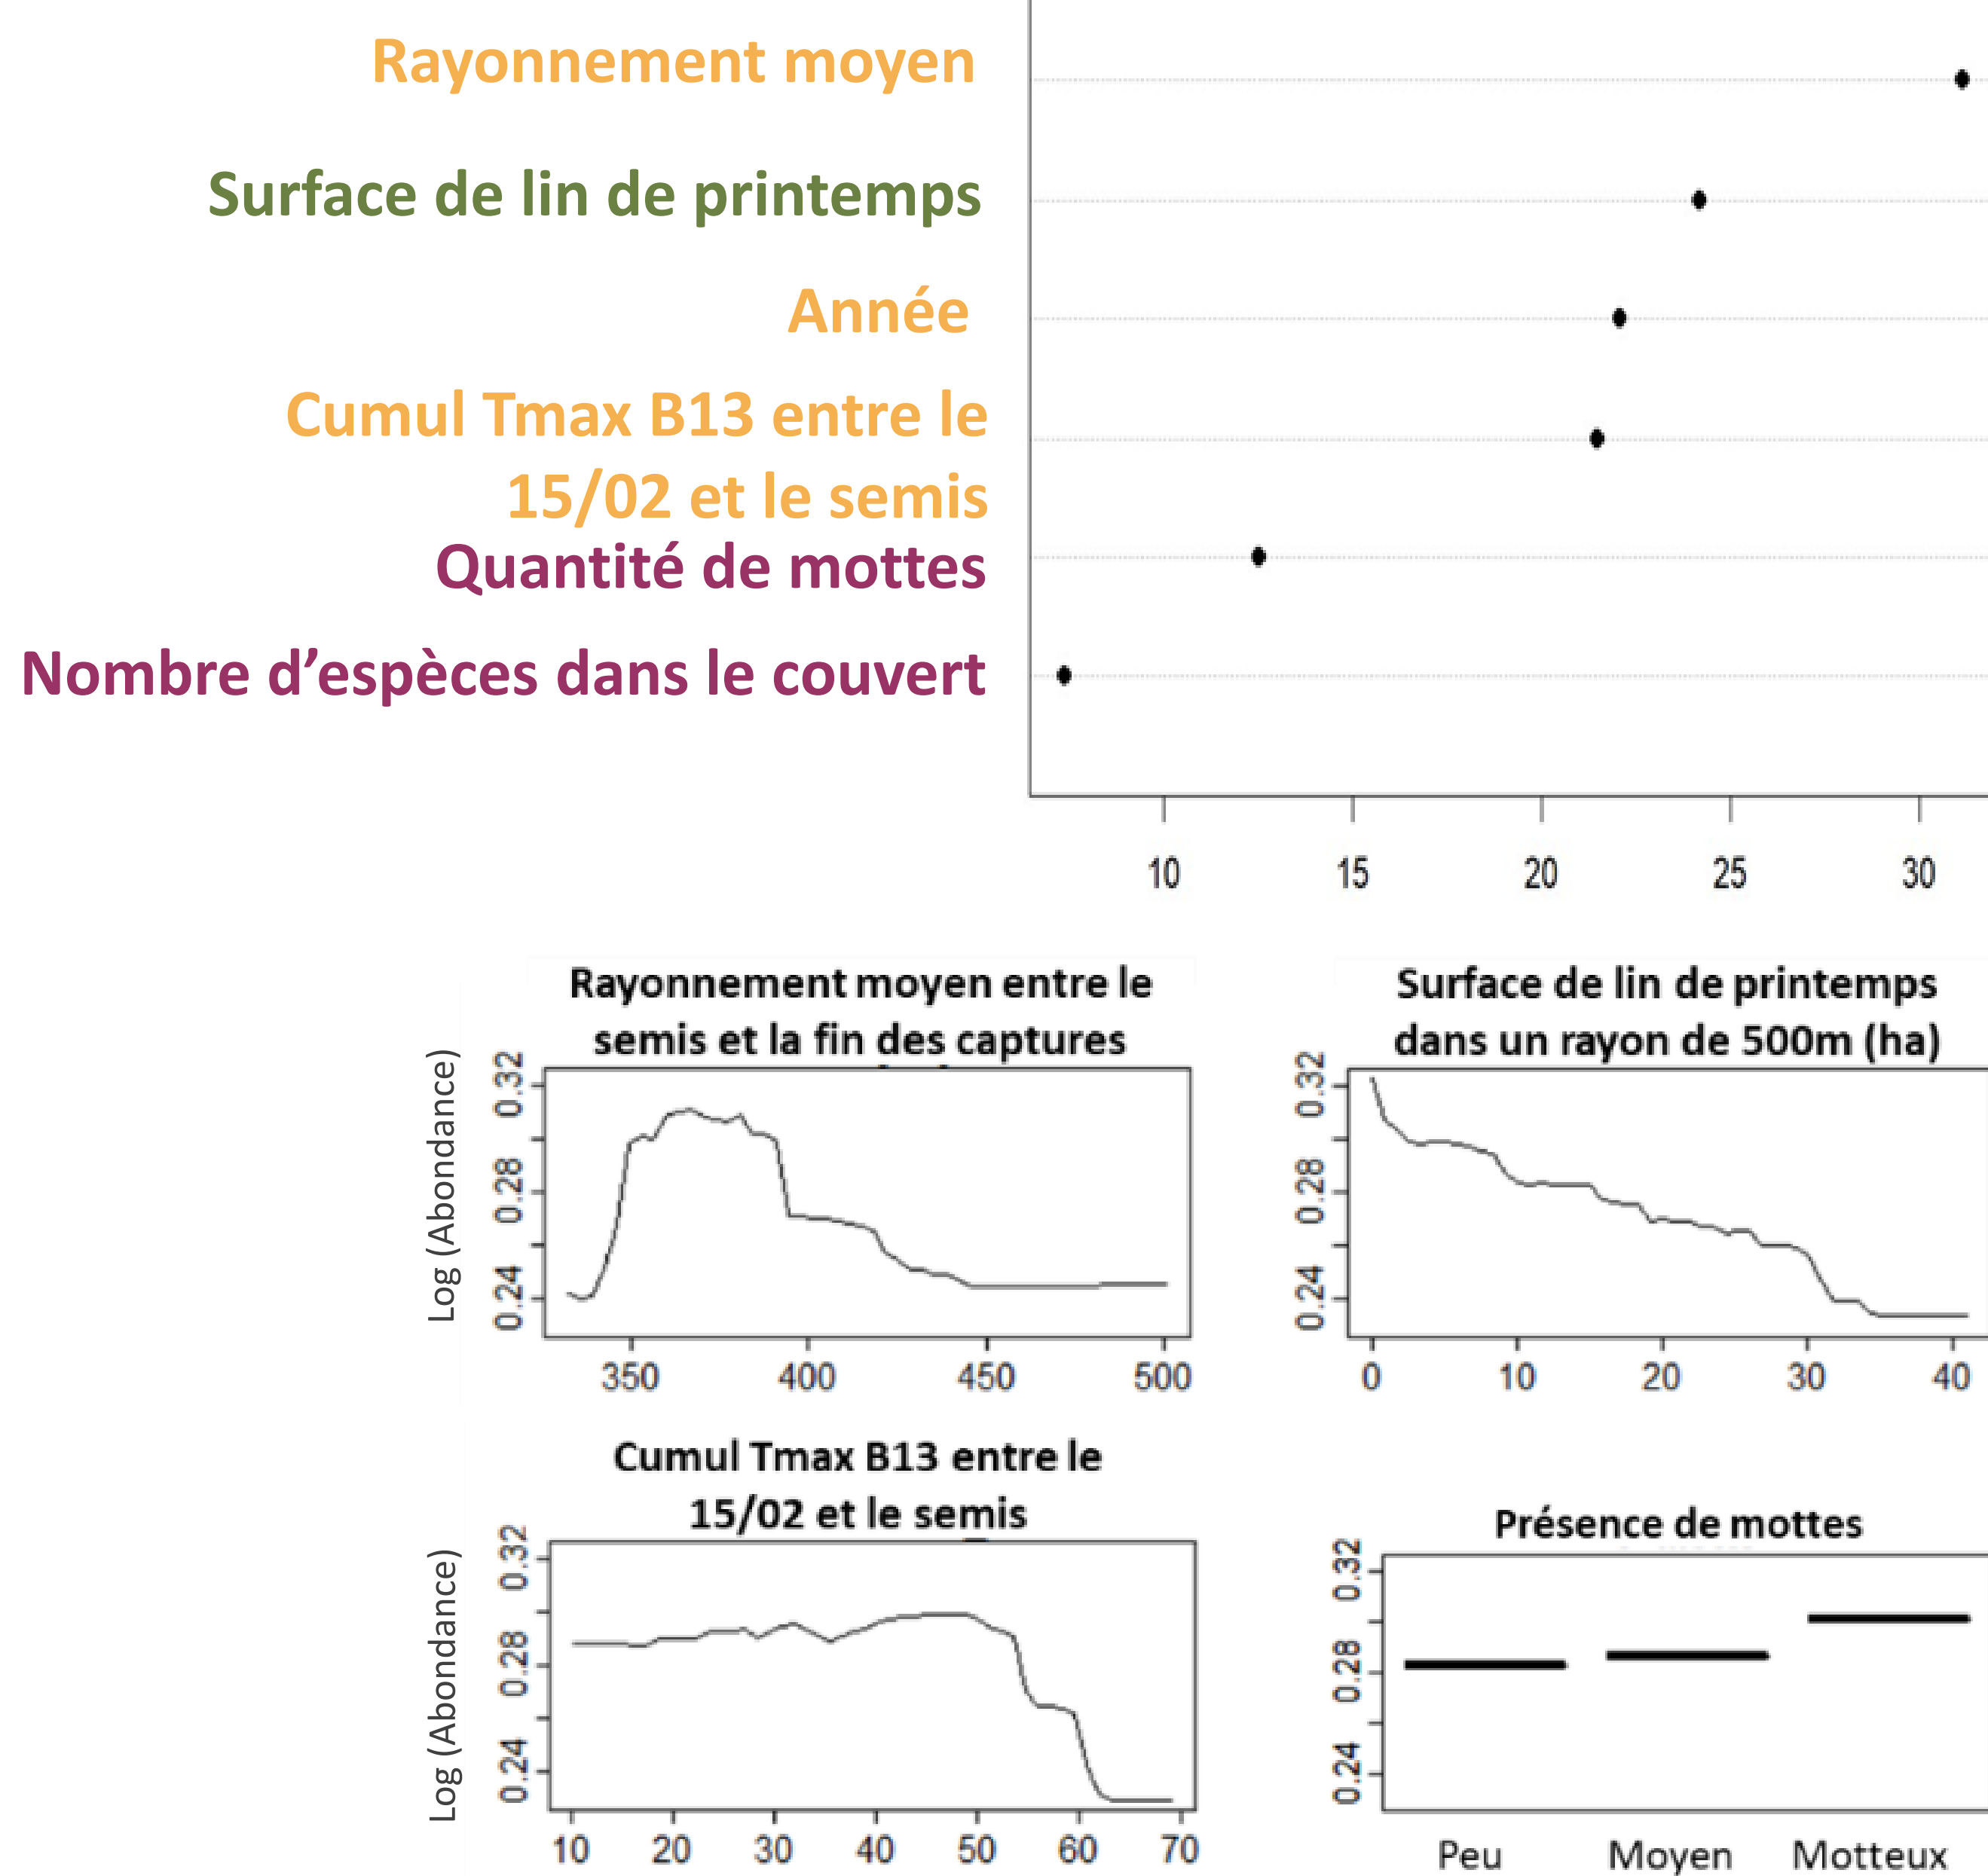 Rayonnement moyen
Surface de lin de printemps
Année
Cumul Tmax B13 entre le
15/02 et le semis
Quantité de mottes
Nombre d’espèces dans le couvert
10 15 20 25 30
Rayonnement moyen entre le
semis et la fin des captures
Log (Abondance)
0.32
0.28
0.24
350 400 450 500
Surface de lin de printemps
dans un rayon de 500m (ha)
0.32
0.28
0.24
0 10 20 30 40
Cumul Tmax B13 entre le
15/02 et le semis
Log (Abondance)
0.32
0.28
0.24
10 20 30 40 50 60 70
Présence de mottes
0.32
0.28
0.24
Peu Moyen Motteux